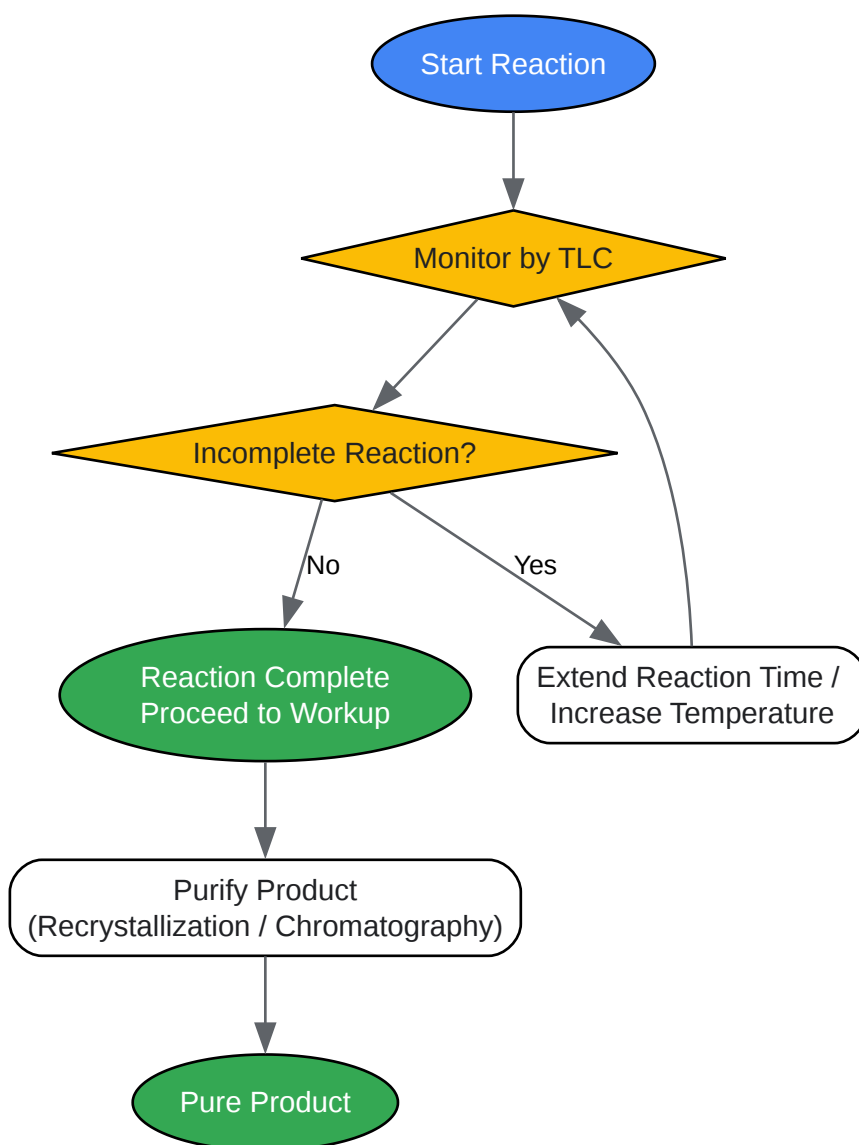 Start Reaction
Monitor by TLC
Incomplete Reaction?
No
Yes
Reaction Complete
Proceed to Workup
Extend Reaction Time /
Increase Temperature
Purify Product
(Recrystallization / Chromatography)
Pure Product